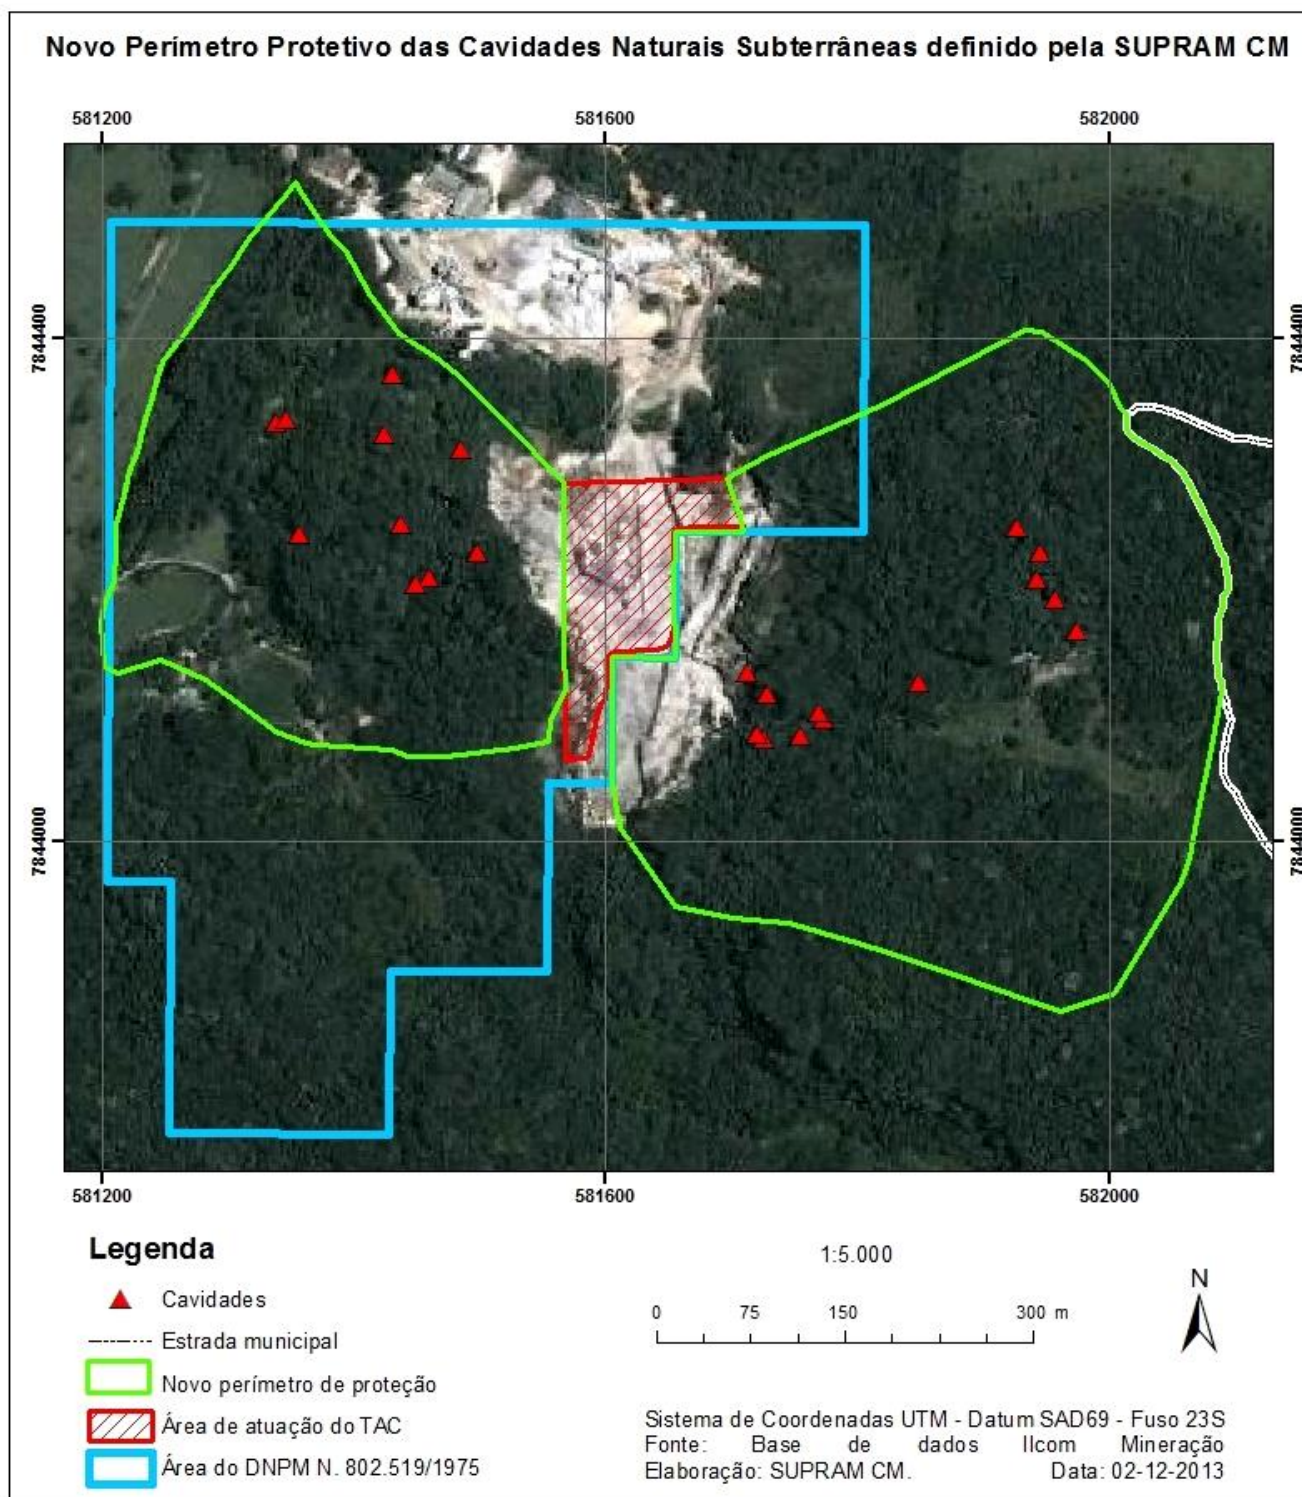 Novo Perímetro Protetivo das Cavidades Naturais Subterrâneas definido pela SUPRAM CM
581200 581600 582000
7844400 7844400
7844000 7844000
581200 581600 582000
Legenda
Cavidades
Estrada municipal
Novo perímetro de proteção
Área de atuação do TAC
Área do DNPM N. 802.519/1975
1:5.000
0 75 150 300 m
N
Sistema de Coordenadas UTM - Datum SAD69 - Fuso 23S
Fonte: Base de dados Ilcom Mineração
Elaboração: SUPRAM CM. Data: 02-12-2013